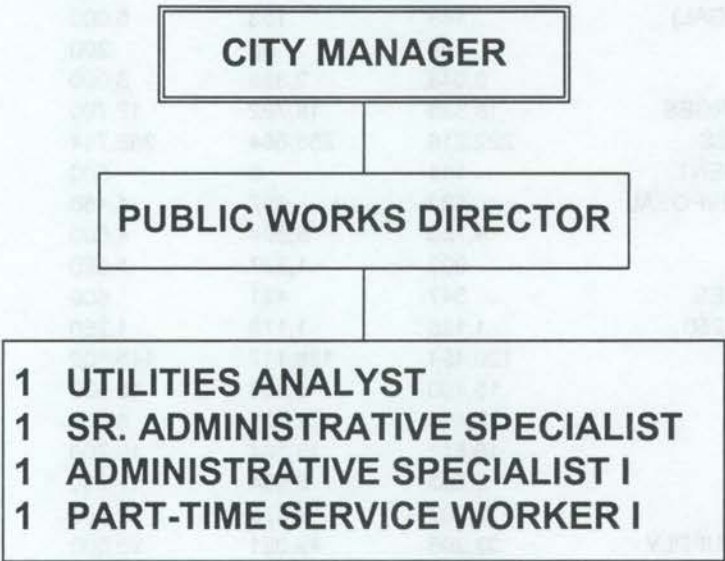 CITY MANAGER
PUBLIC WORKS DIRECTOR
1 UTILITIES ANALYST
1 SR. ADMINISTRATIVE SPECIALIST
1 ADMINISTRATIVE SPECIALIST I
1 PART-TIME SERVICE WORKER I